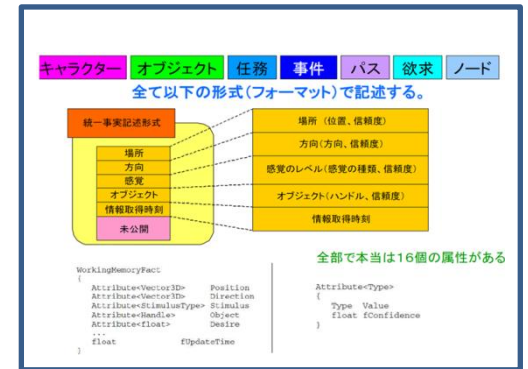 キャラクター オブジェクト 任務 事件 パス 欲求 ノード
全て以下の形式(フォーマット)で記述する。
統一事実記述形式
場所
方向
感覚
オブジェクト
情報取得時刻
未公開
場所 (位置、信頼度)
方向(方向、信頼度)
感覚のレベル(感覚の種類、信頼度)
オブジェクト(ハンドル、信頼度)
情報取得時刻
全部で本当は16個の属性がある
WorkingMemoryFact
{
Attribute<Vector3D> Position
Attribute<Vector3D> Direction
Attribute<StimulusType> Stimulus
Attribute<Handle> Object
Attribute<float> Desire
...
float fUpdateTime
}
Attribute<Type>
{
Type Value
float fConfidence
}